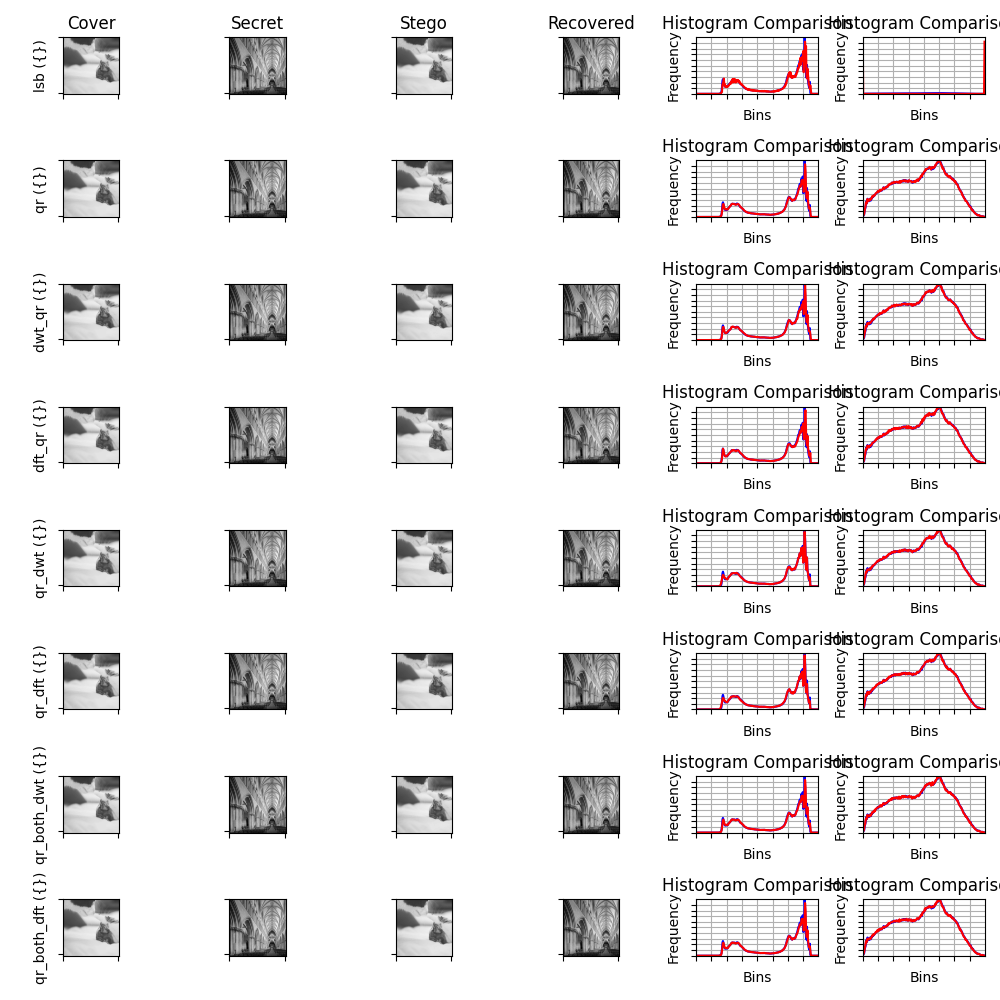 Cover Secret Stego Recovered Histogram Comparison Histogram Comparis
lsb ({}) Frequency Frequency
Bins Bins
Histogram Comparison Histogram Comparis
qr ({}) Frequency Frequency
Bins Bins
Histogram Comparison Histogram Comparis
dwt_qr ({}) Frequency Frequency
Bins Bins
Histogram Comparison Histogram Comparis
dft_qr ({}) Frequency Frequency
Bins Bins
Histogram Comparison Histogram Comparis
qr_dwt ({}) Frequency Frequency
Bins Bins
Histogram Comparison Histogram Comparis
qr_dft ({}) Frequency Frequency
Bins Bins
Histogram Comparison Histogram Comparis
qr_both_dwt ({}) Frequency Frequency
Bins Bins
Histogram Comparison Histogram Comparis
qr_both_dft ({}) Frequency Frequency
Bins Bins